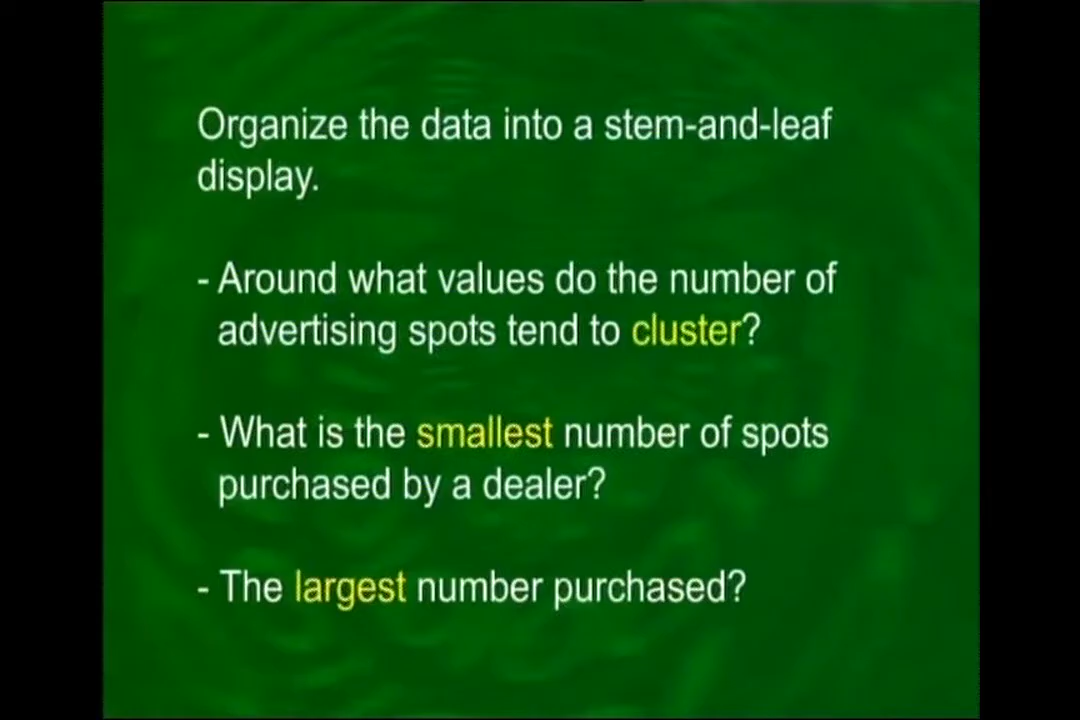 Organize the data into a stem-and-leaf
display.
- Around what values do the number of
advertising spots tend to cluster?
- What is the smallest number of spots
purchased by a dealer?
- The largest number purchased?